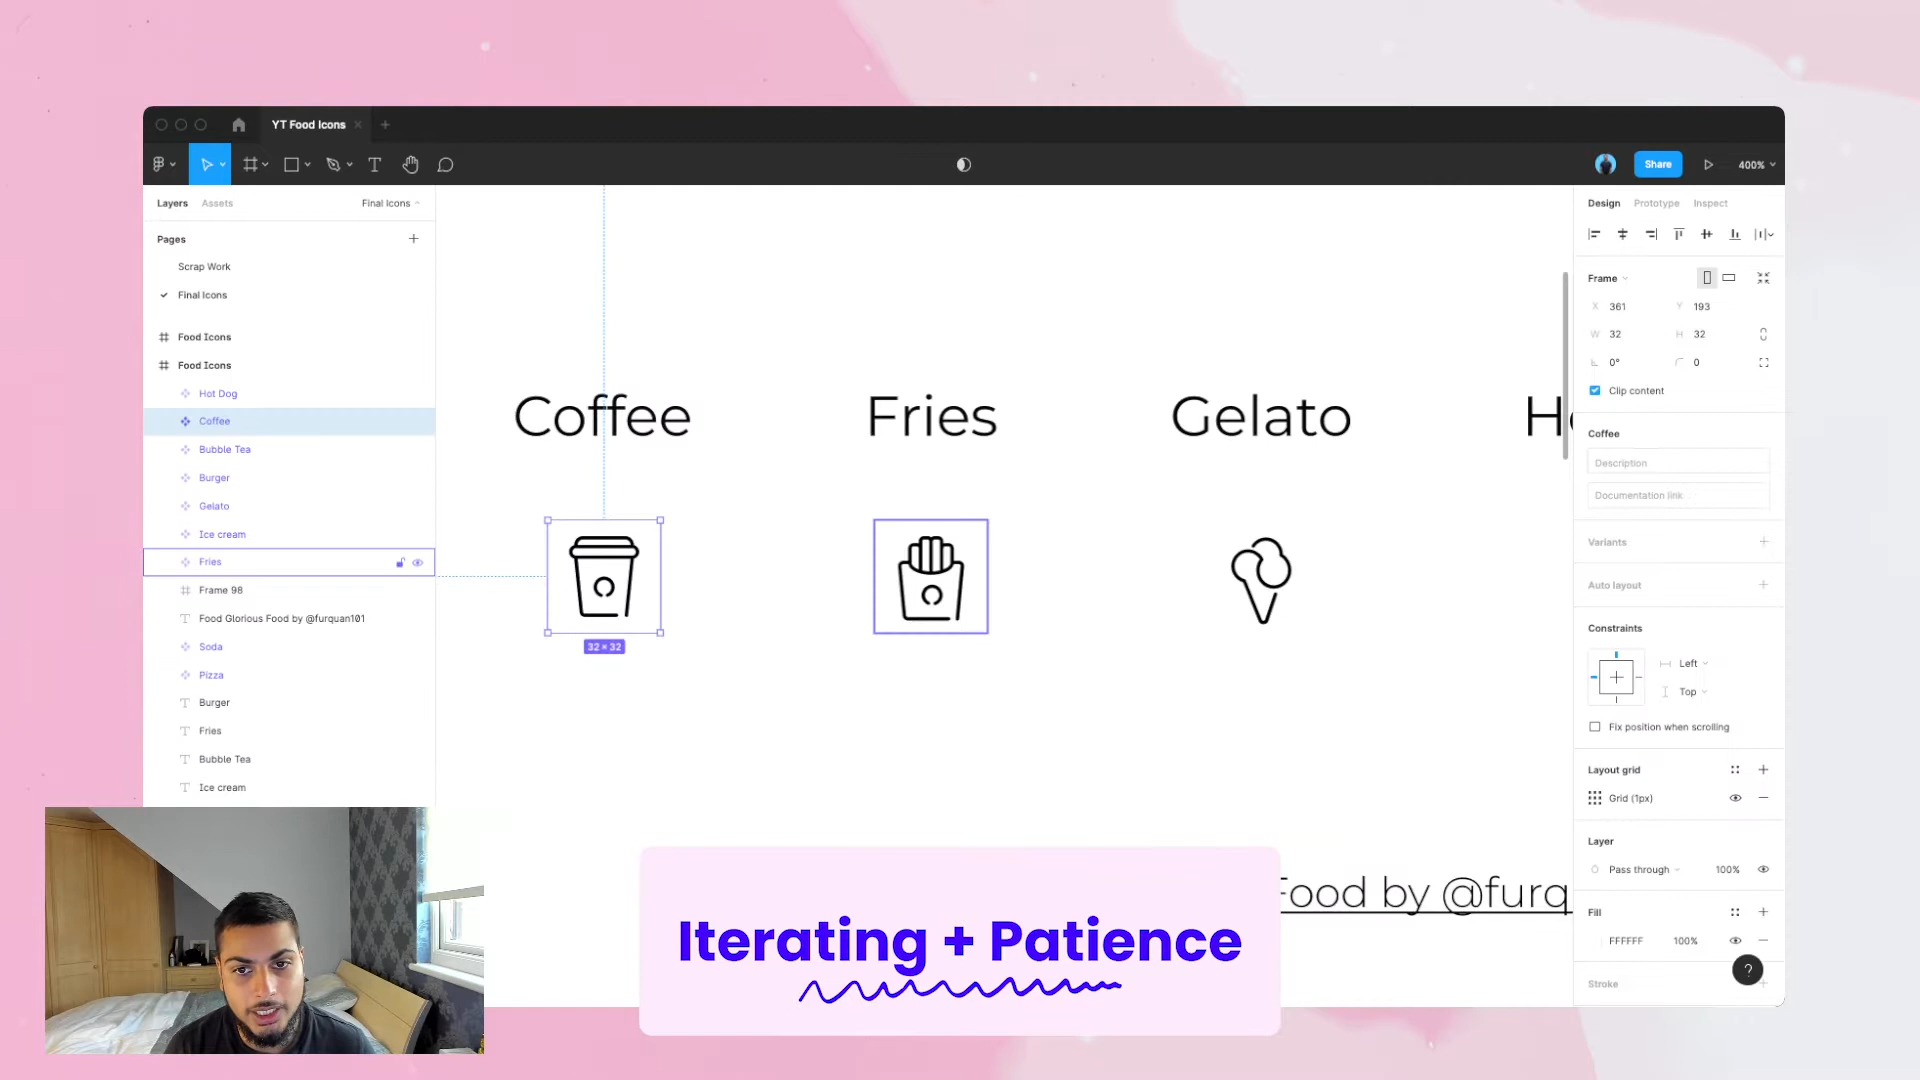 YT Food Icons
Share
400%
Layers
Assets
Final Icons
Pages
Scrap Work
Final Icons
Food Icons
Food Icons
Hot Dog
Coffee
Bubble Tea
Burger
Gelato
Ice cream
Fries
Frame 98
Food Glorious Food by @furquan101
Soda
Pizza
Burger
Fries
Bubble Tea
Ice cream
Coffee
Fries
Gelato
32 × 32
Food by @furq
Iterating + Patience
Design
Prototype
Inspect
Frame
X 361
Y 193
W 32
H 32
0°
0
Clip content
Coffee
Description
Documentation link
Variants
Auto layout
Constraints
Left
Top
Fix position when scrolling
Layout grid
Grid (1px)
Layer
Pass through
100%
Fill
FFFFFF
100%
?
Stroke